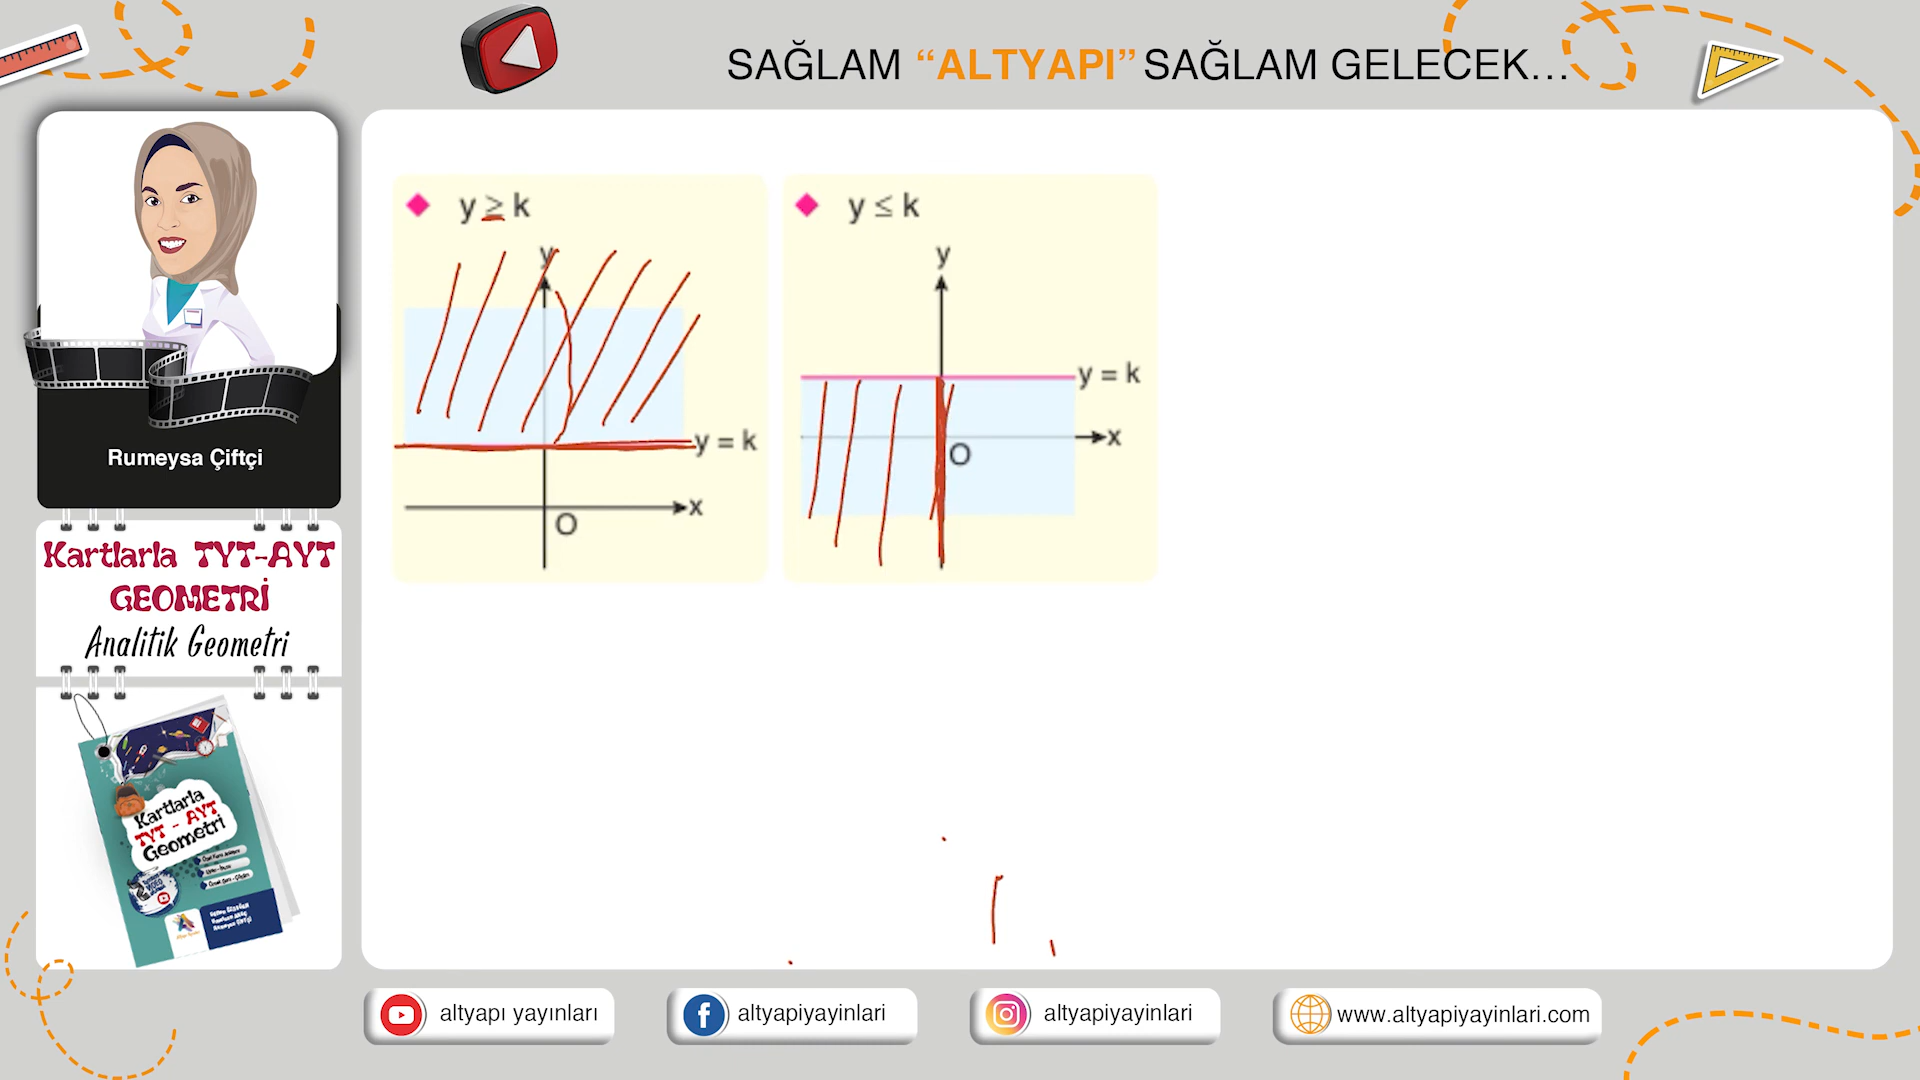 SAĞLAM “ALTYAPI” SAĞLAM GELECEK...
Rumeysa Çiftçi
Kartlarla TYT-AYT
GEOMETRİ
Analitik Geometri
Kartlarla
TYT - AYT
Geometri
y ≥ k
y
y = k
x
O
y ≤ k
y
y = k
x
O
altyapı yayınları
altyapiyayinlari
altyapiyayinlari
www.altyapiyayinlari.com